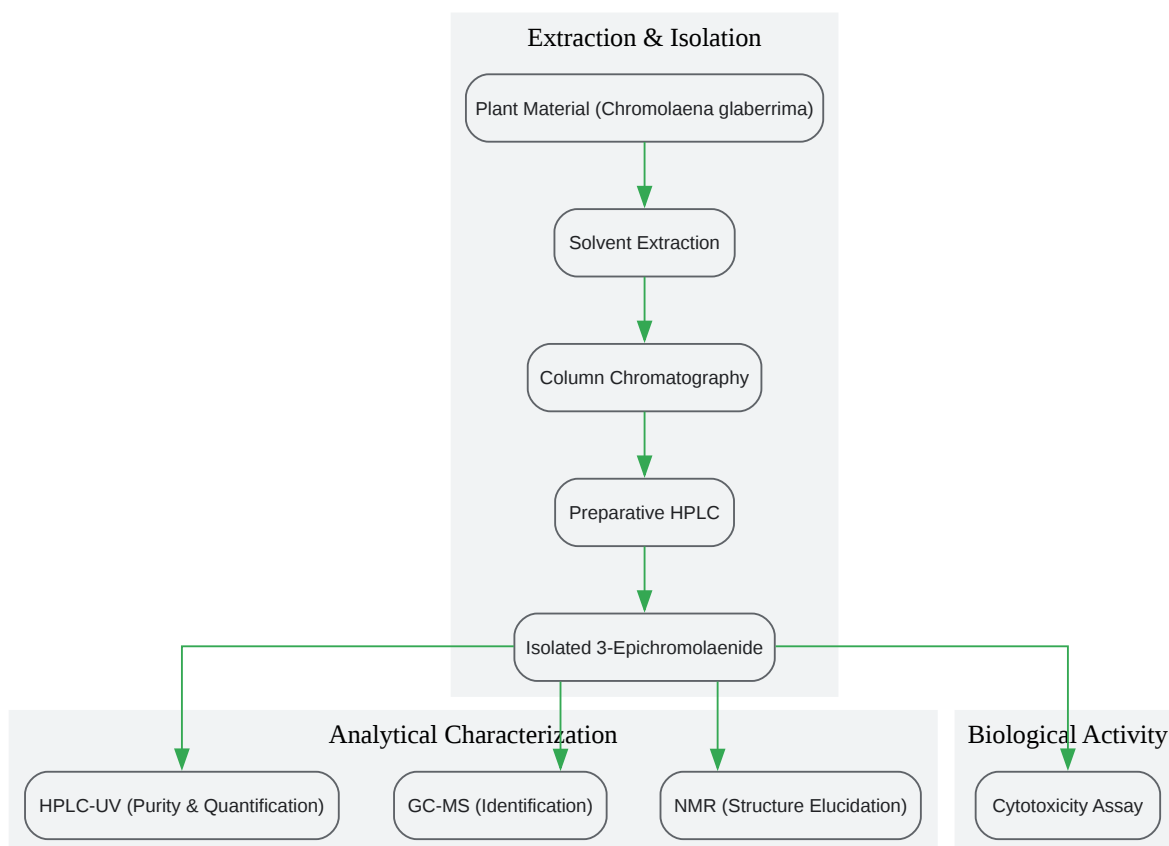 Extraction & Isolation
Plant Material (Chromolaena glaberrima)
Solvent Extraction
Column Chromatography
Preparative HPLC
Isolated 3-Epichromolaenide
Analytical Characterization
Biological Activity
HPLC-UV (Purity & Quantification)
GC-MS (Identification)
NMR (Structure Elucidation)
Cytotoxicity Assay